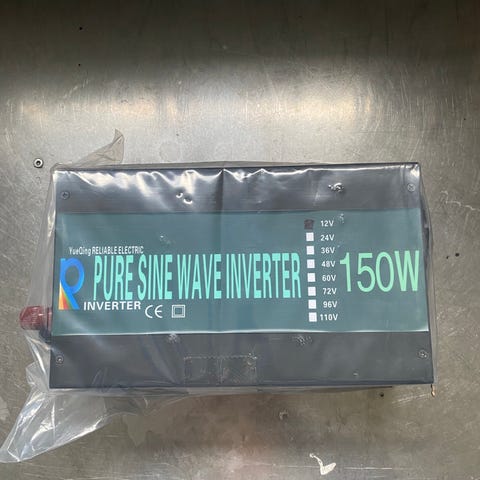 YueQing RELIABLE ELECTRIC
PURE SINE WAVE INVERTER
INVERTER CE
12V
24V
36V
48V
60V
72V
96V
110V
150W